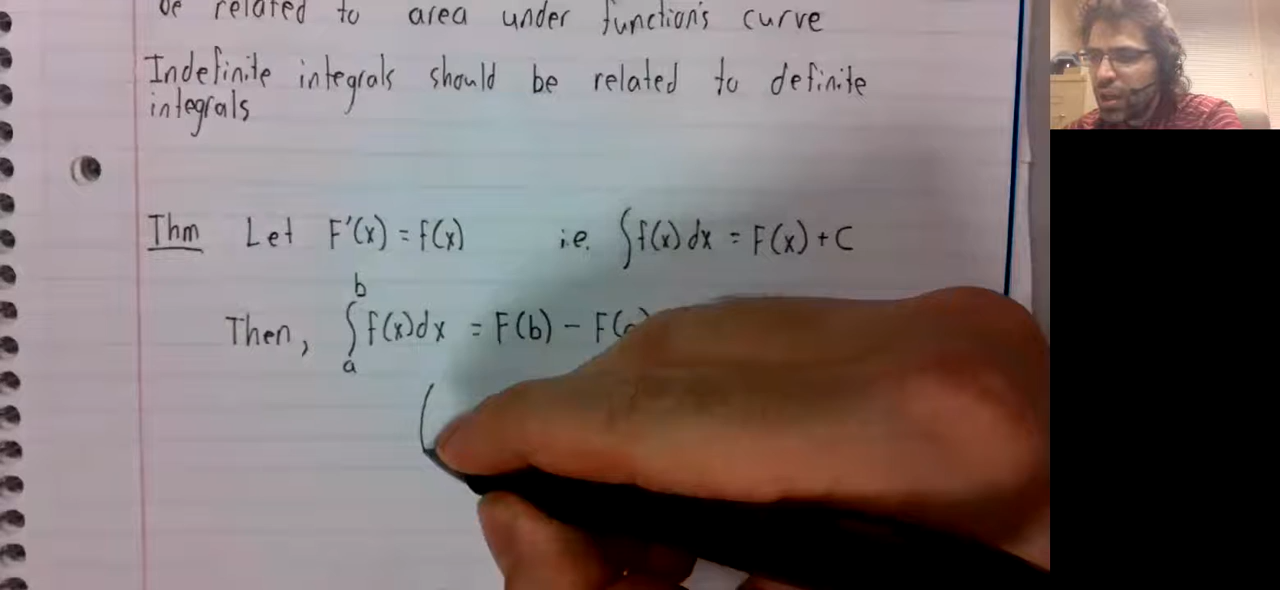 be related to area under function's curve
Indefinite integrals should be related to definite
integrals
Thm Let F'(x) = f(x) i.e. ∫f(x)dx = F(x) + C
Then, ∫_a^b f(x)dx = F(b) - F(
(